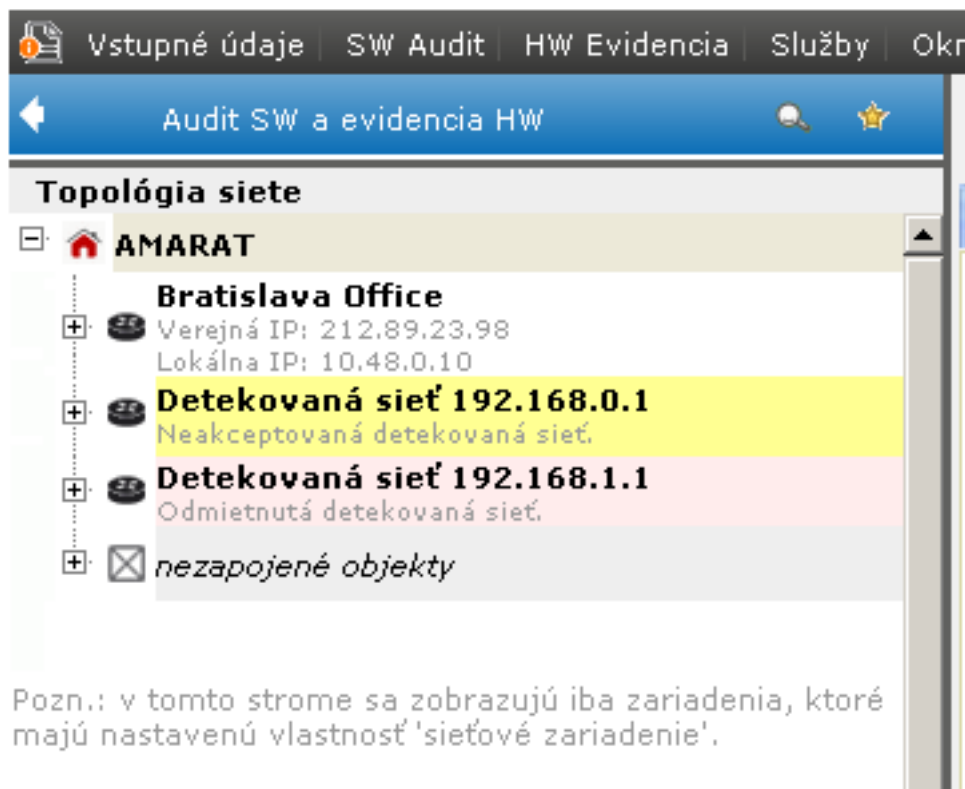 Vstupné údaje SW Audit HW Evidencia Služby Okn
Audit SW a evidencia HW
Topológia siete
AMARAT
Bratislava Office
Verejná IP: 212.89.23.98
Lokálna IP: 10.48.0.10
Detekovaná sieť 192.168.0.1
Neakceptovaná detekovaná sieť.
Detekovaná sieť 192.168.1.1
Odmietnutá detekovaná sieť.
nezapojené objekty
Pozn.: v tomto strome sa zobrazujú iba zariadenia, ktoré
majú nastavenú vlastnosť 'sieťové zariadenie'.